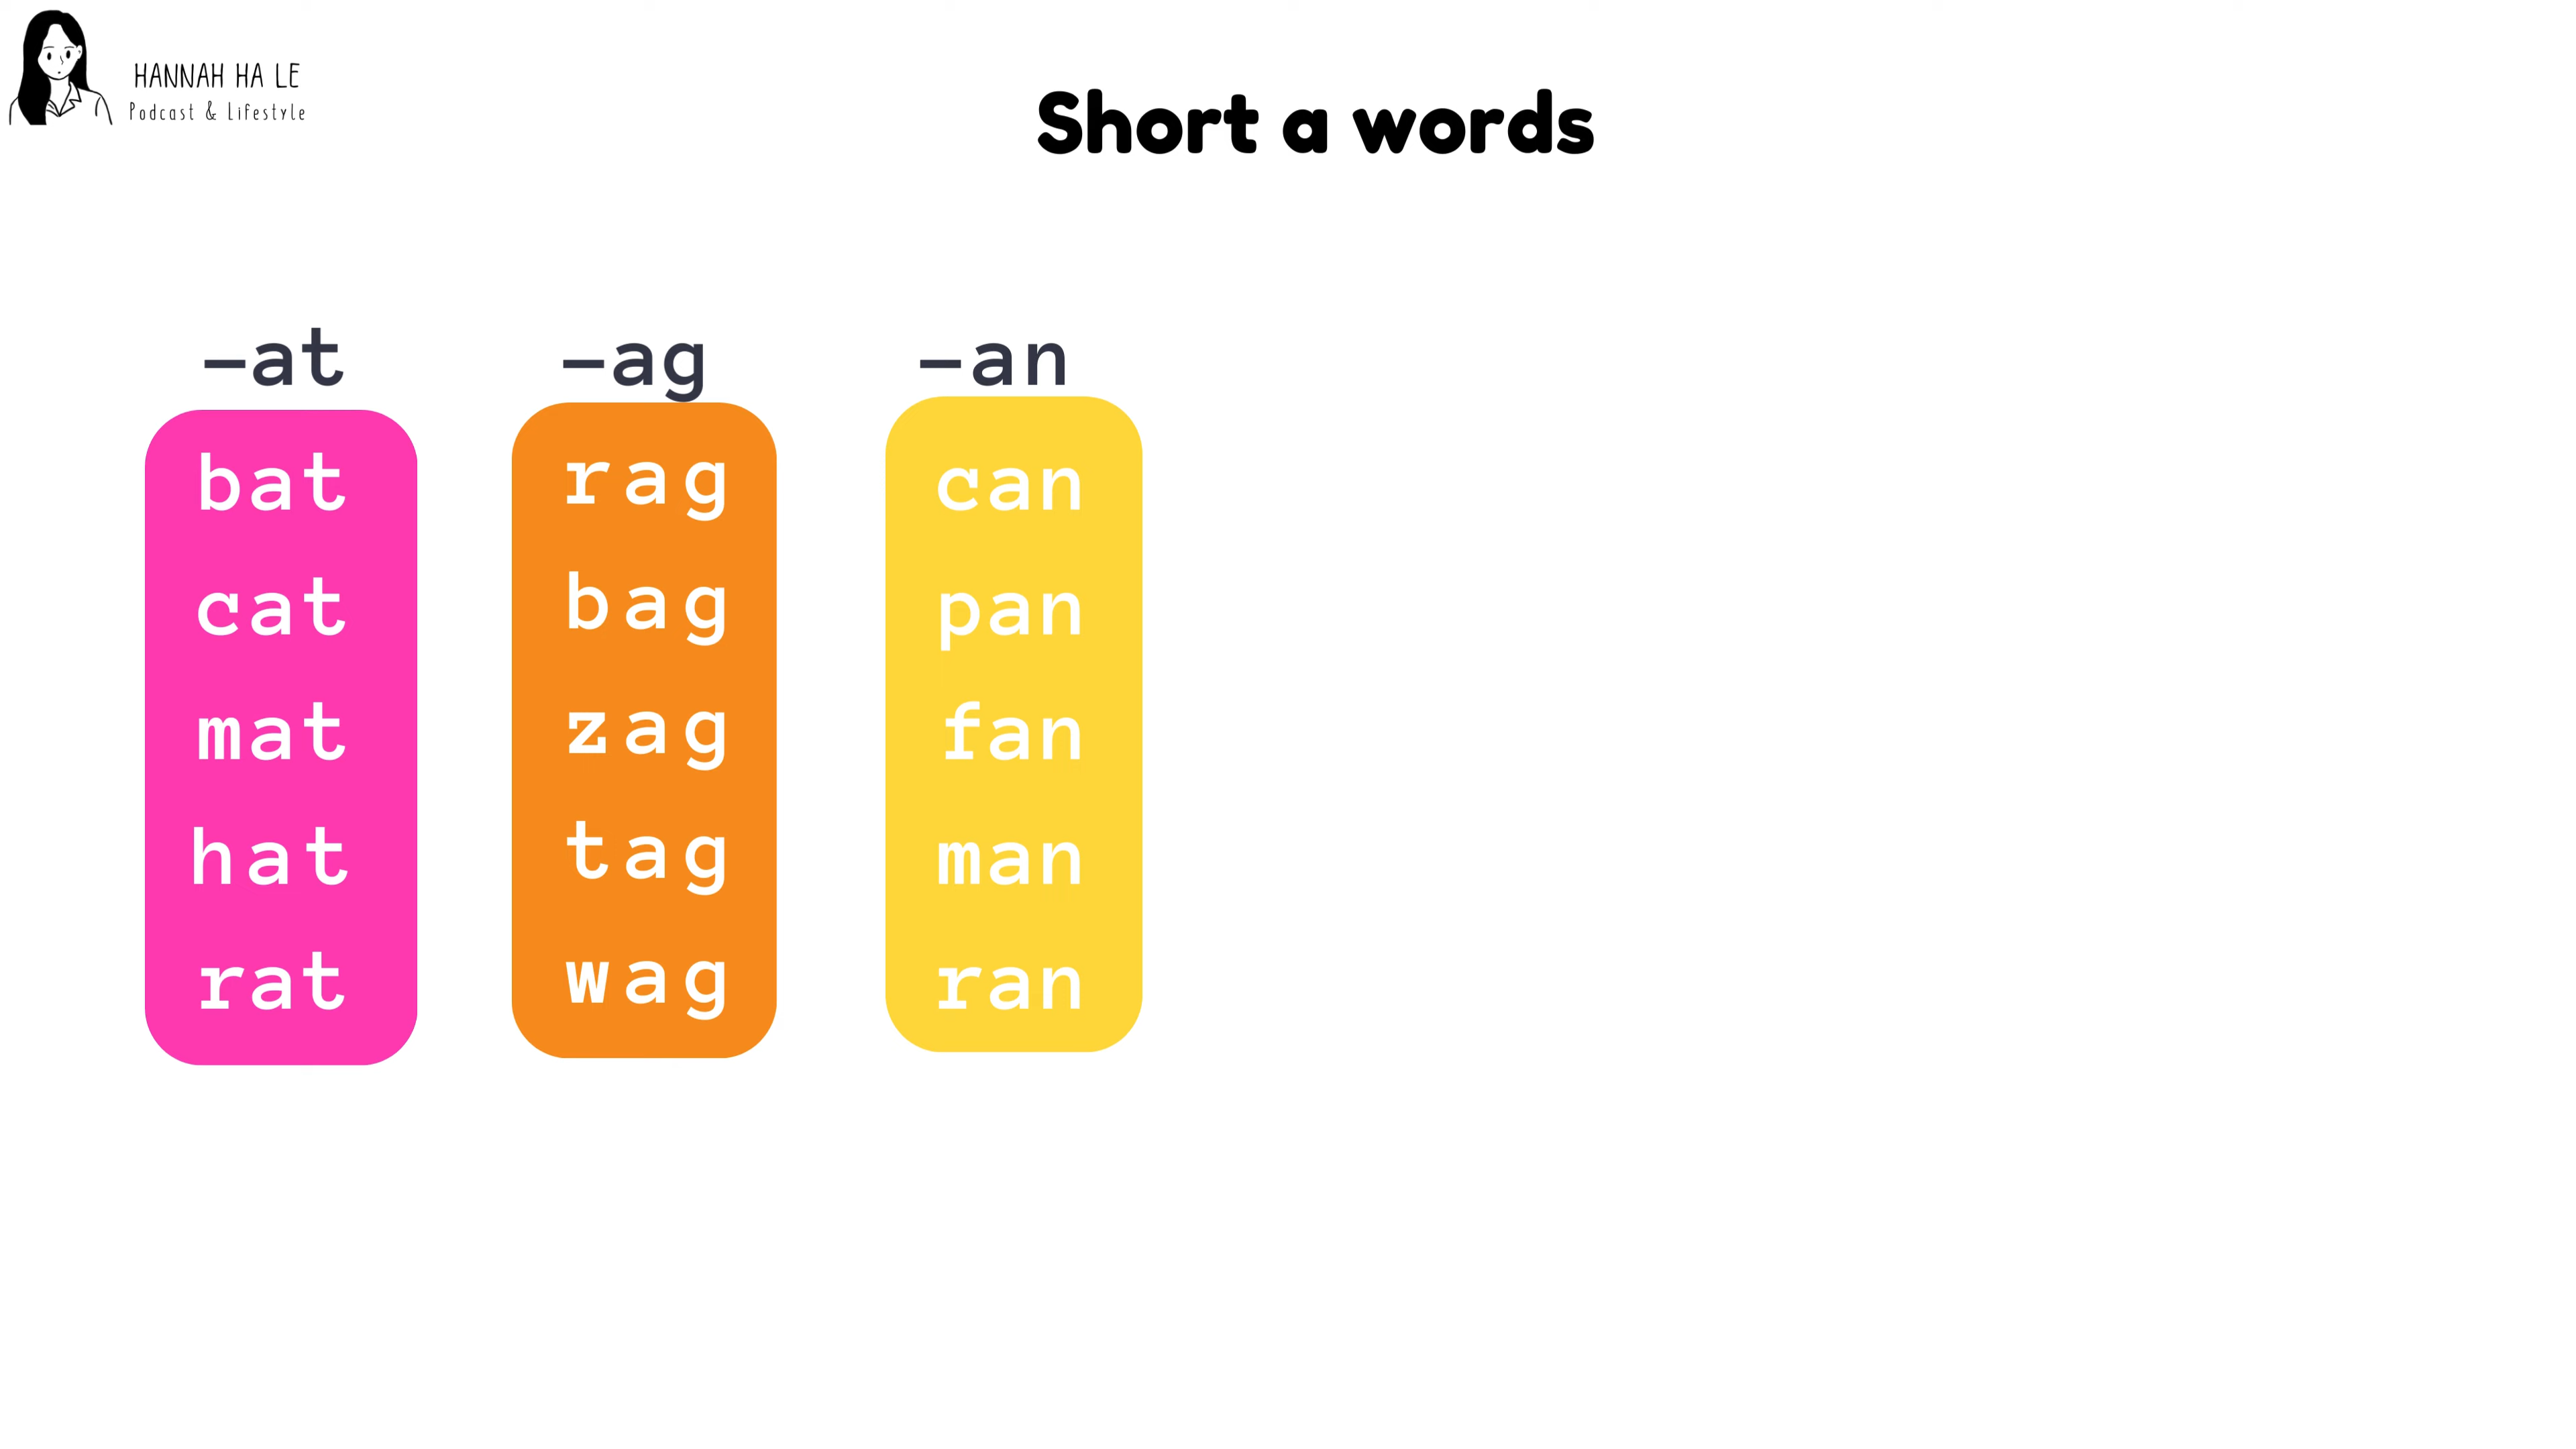 HANNAH HA LE
Podcast & Lifestyle
Short a words
–at
bat
cat
mat
hat
rat
–ag
rag
bag
zag
tag
wag
–an
can
pan
fan
man
ran